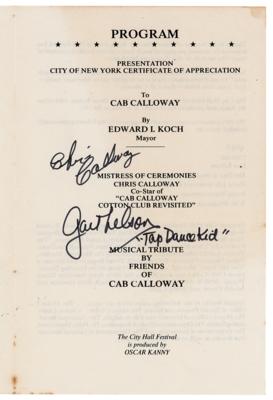 PROGRAM
★ ★ ★ ★ ★ ★ ★ ★ ★ ★
PRESENTATION
CITY OF NEW YORK CERTIFICATE OF APPRECIATION
To
CAB CALLOWAY
By
EDWARD I. KOCH
Mayor
Chris
Calloway
MISTRESS OF CEREMONIES
CHRIS CALLOWAY
Co-Star of
"CAB CALLOWAY
COTTON CLUB REVISITED"
Nelson
"Tap Dance Kid"
MUSICAL TRIBUTE
BY
FRIENDS
OF
CAB CALLOWAY
The City Hall Festival
is produced by
OSCAR KANNY